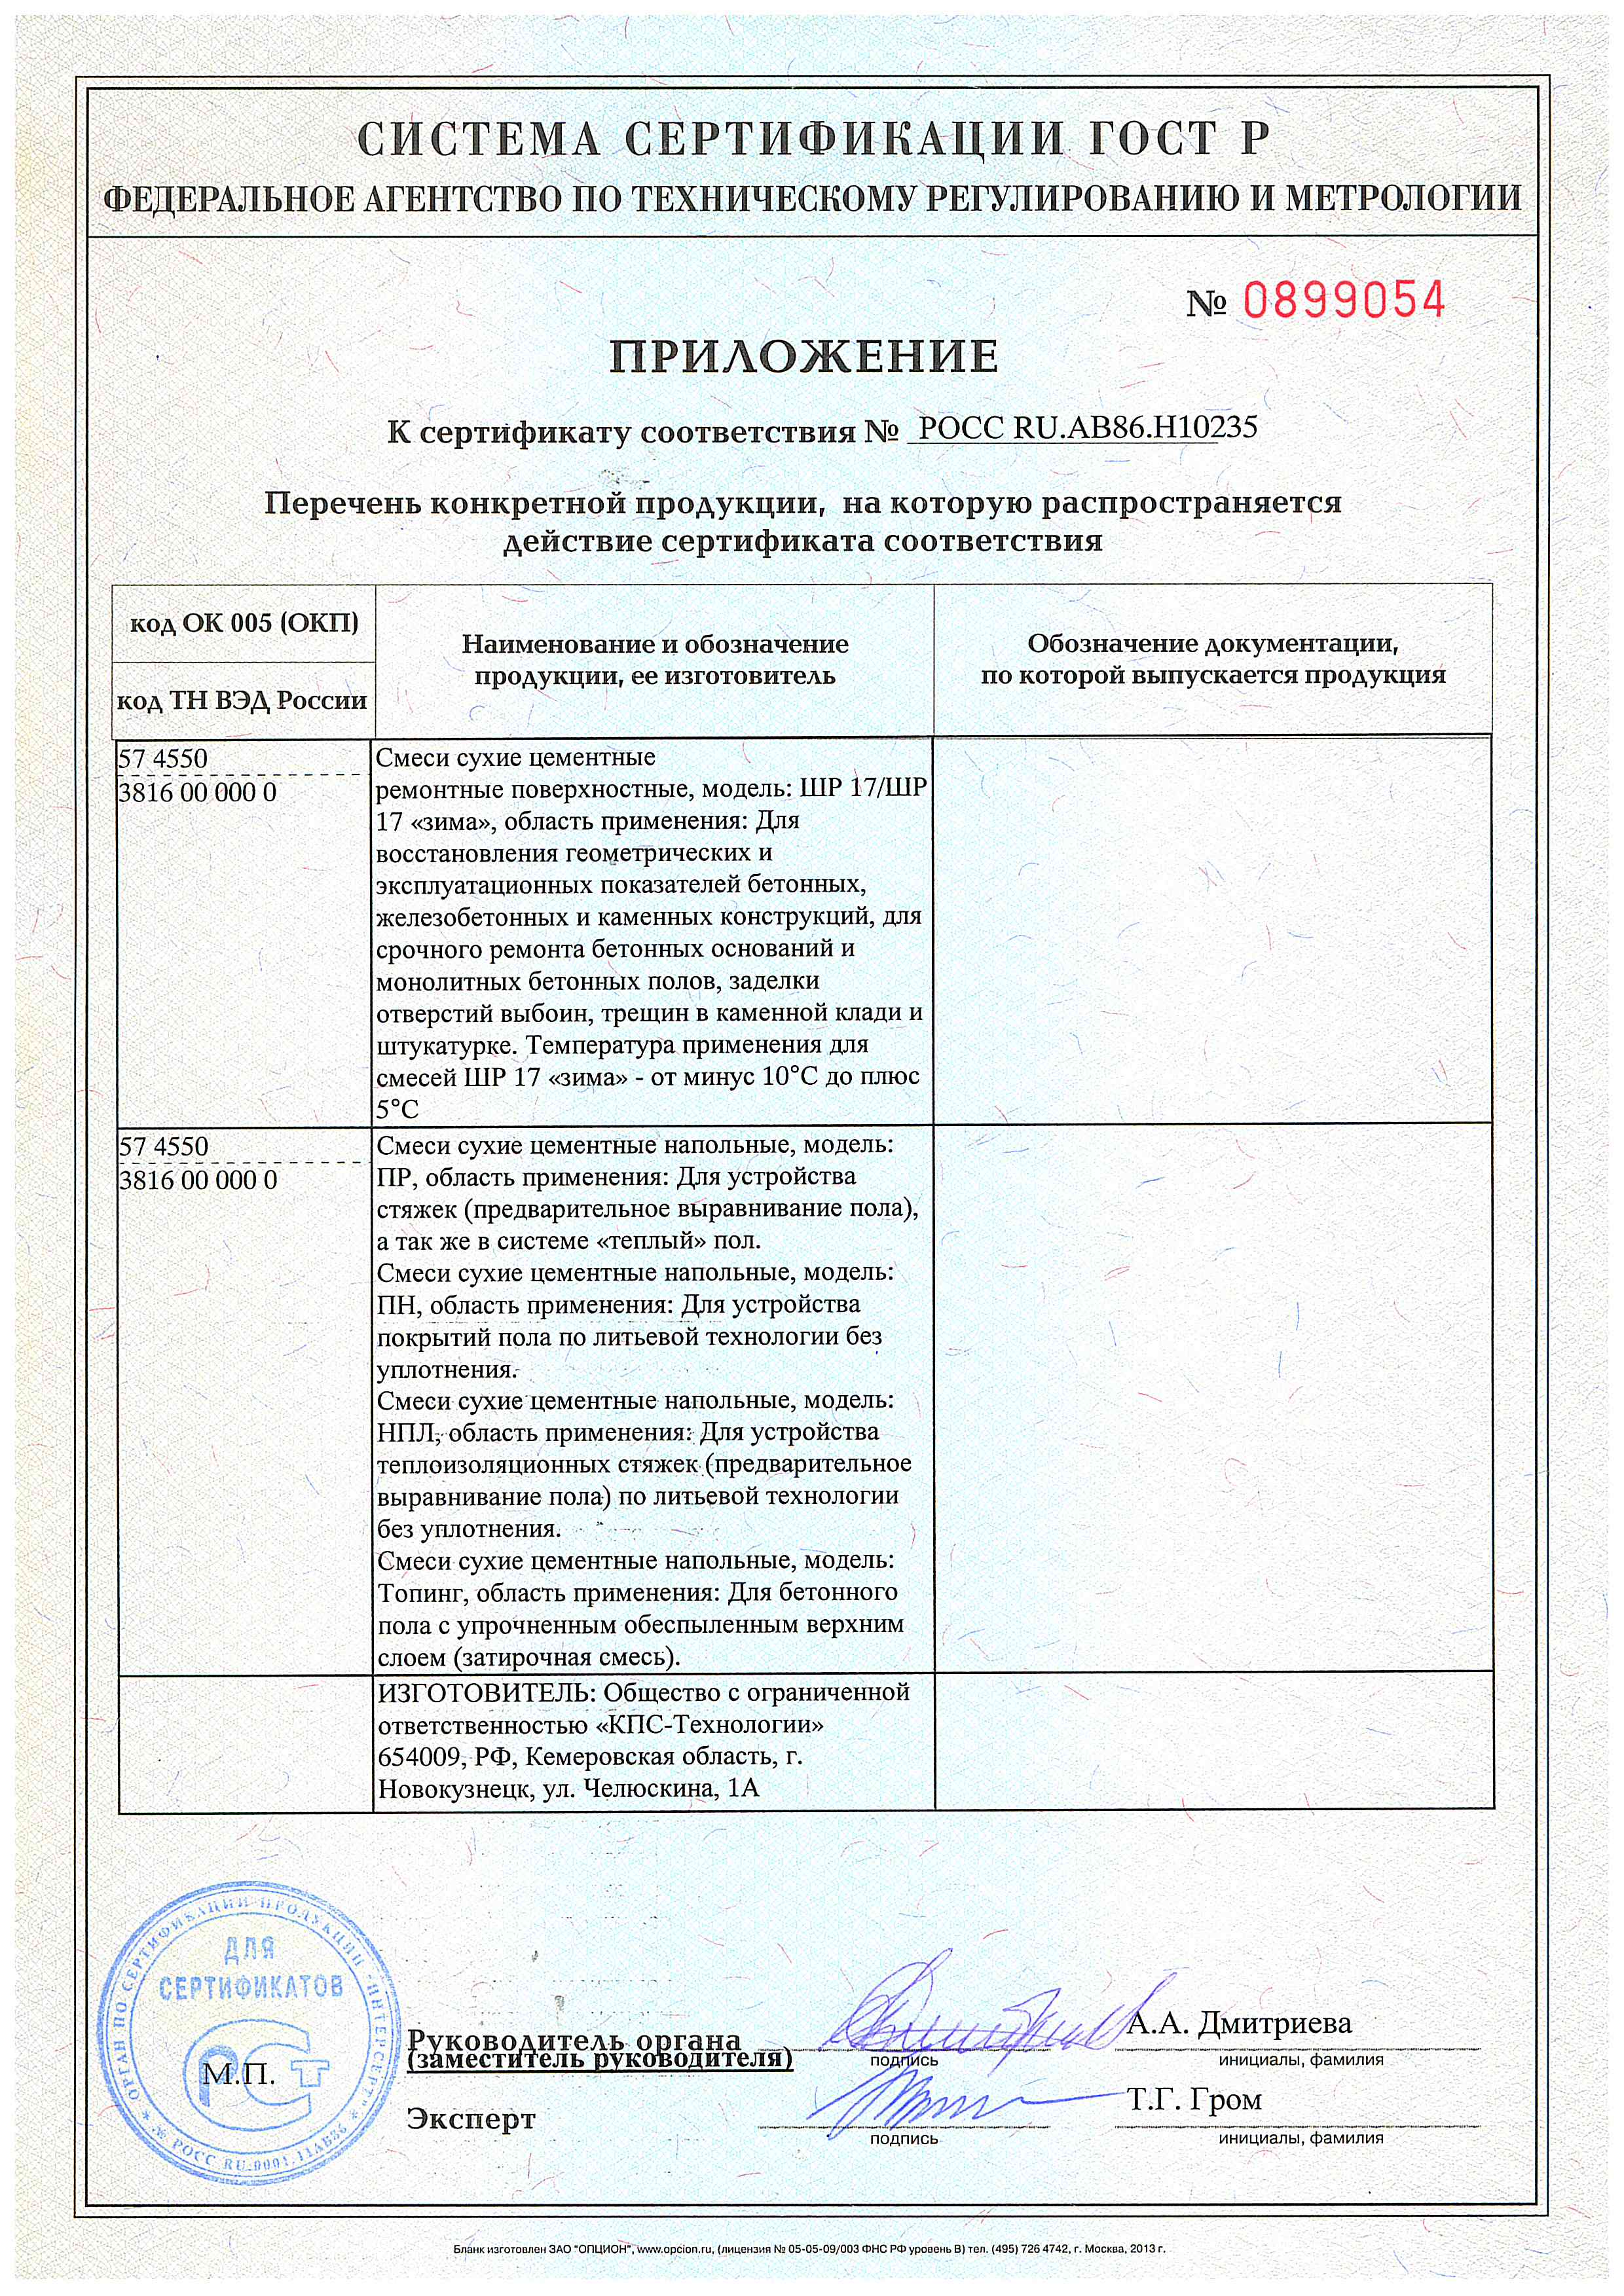 СИСТЕМА СЕРТИФИКАЦИИ ГОСТ Р
ФЕДЕРАЛЬНОЕ АГЕНТСТВО ПО ТЕХНИЧЕСКОМУ РЕГУЛИРОВАНИЮ И МЕТРОЛОГИИ
№ 0899054
ПРИЛОЖЕНИЕ
К сертификату соответствия № РОСС RU.АВ86.Н10235
Перечень конкретной продукции, на которую распространяется
действие сертификата соответствия
код ОК 005 (ОКП)
код ТН ВЭД России
Наименование и обозначение
продукции, ее изготовитель
Обозначение документации,
по которой выпускается продукция
57 4550
3816 00 000 0
Смеси сухие цементные
ремонтные поверхностные, модель: ШР 17/ШР
17 «зима», область применения: Для
восстановления геометрических и
эксплуатационных показателей бетонных,
железобетонных и каменных конструкций, для
срочного ремонта бетонных оснований и
монолитных бетонных полов, заделки
отверстий выбоин, трещин в каменной клади и
штукатурке. Температура применения для
смесей ШР 17 «зима» - от минус 10°С до плюс
5°С
57 4550
3816 00 000 0
Смеси сухие цементные напольные, модель:
ПР, область применения: Для устройства
стяжек (предварительное выравнивание пола),
а так же в системе «теплый» пол.
Смеси сухие цементные напольные, модель:
ПН, область применения: Для устройства
покрытий пола по литьевой технологии без
уплотнения.
Смеси сухие цементные напольные, модель:
НПЛ, область применения: Для устройства
теплоизоляционных стяжек (предварительное
выравнивание пола) по литьевой технологии
без уплотнения.
Смеси сухие цементные напольные, модель:
Топинг, область применения: Для бетонного
пола с упрочненным обеспыленным верхним
слоем (затирочная смесь).
ИЗГОТОВИТЕЛЬ: Общество с ограниченной
ответственностью «КПС-Технологии»
654009, РФ, Кемеровская область, г.
Новокузнецк, ул. Челюскина, 1А
ОРГАН ПО СЕРТИФИКАЦИИ ПРОДУКЦИИ "ИНТЕРСЕРТ"
№ РОСС RU.0001.11АВ86
ДЛЯ
СЕРТИФИКАТОВ
М.П.
Руководитель органа
(заместитель руководителя)
подпись
А.А. Дмитриева
инициалы, фамилия
Эксперт
подпись
Т.Г. Гром
инициалы, фамилия
Бланк изготовлен ЗАО "ОПЦИОН", www.opcion.ru, (лицензия № 05-05-09/003 ФНС РФ уровень В) тел. (495) 726 4742, г. Москва, 2013 г.